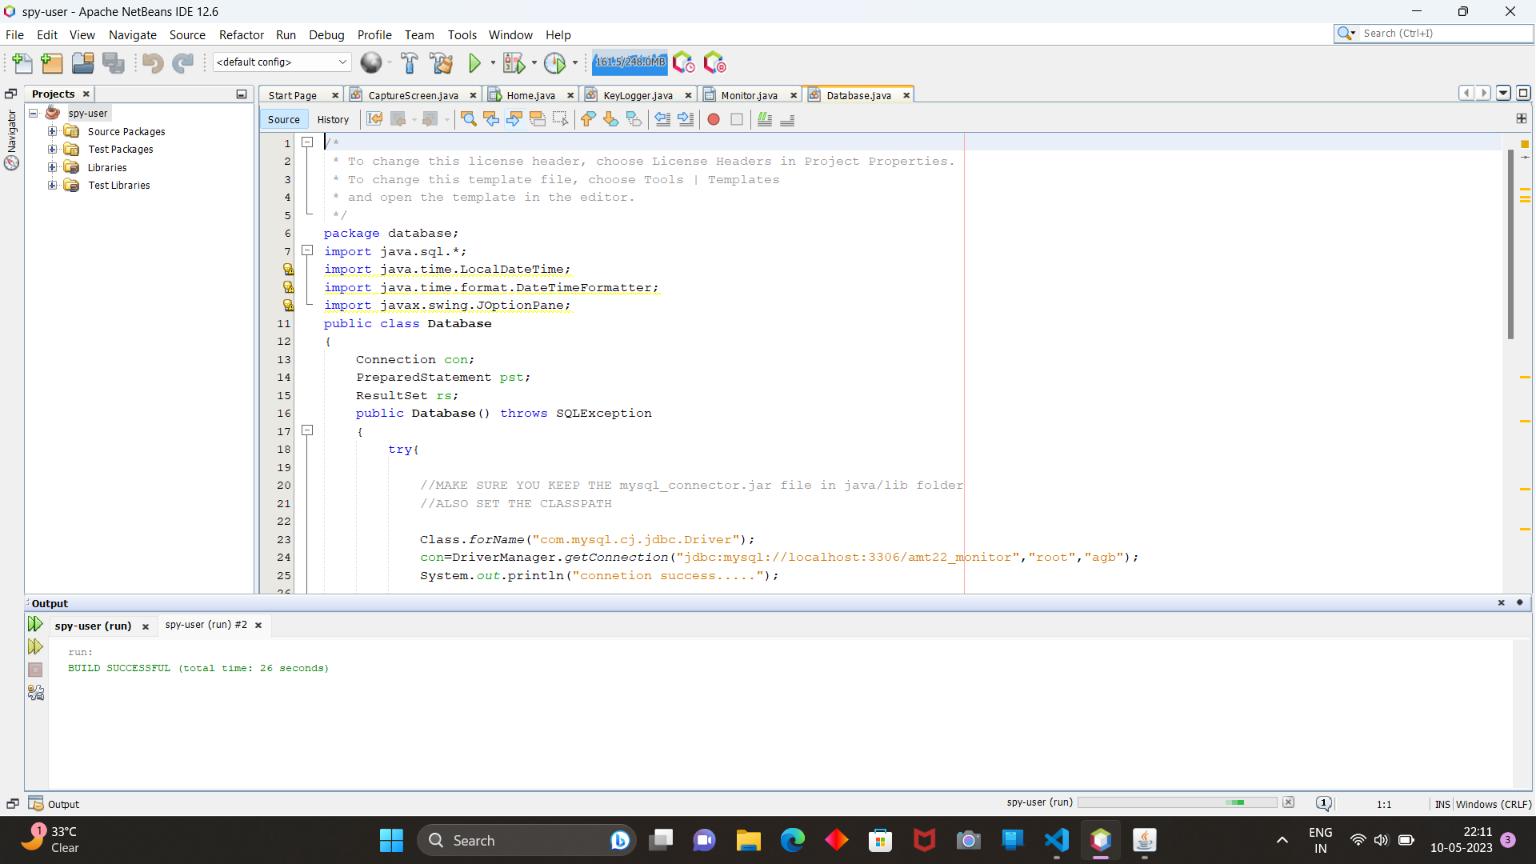 spy-user - Apache NetBeans IDE 12.6
File Edit View Navigate Source Refactor Run Debug Profile Team Tools Window Help
Search (Ctrl+I)
<default config>
161.5/248.0MB
Projects
Start Page
CaptureScreen.java
Home.java
KeyLogger.java
Monitor.java
Database.java
Navigator
spy-user
Source Packages
Test Packages
Libraries
Test Libraries
Source History
1 /*
2 * To change this license header, choose License Headers in Project Properties.
3 * To change this template file, choose Tools | Templates
4 * and open the template in the editor.
5 */
6 package database;
7 import java.sql.*;
import java.time.LocalDateTime;
import java.time.format.DateTimeFormatter;
import javax.swing.JOptionPane;
11 public class Database
12 {
13 Connection con;
14 PreparedStatement pst;
15 ResultSet rs;
16 public Database() throws SQLException
17 {
18 try{
19
20 //MAKE SURE YOU KEEP THE mysql_connector.jar file in java/lib folder
21 //ALSO SET THE CLASSPATH
22
23 Class.forName("com.mysql.cj.jdbc.Driver");
24 con=DriverManager.getConnection("jdbc:mysql://localhost:3306/amt22_monitor","root","agb");
25 System.out.println("connetion success.....");
26
Output
spy-user (run)
spy-user (run) #2
run:
BUILD SUCCESSFUL (total time: 26 seconds)
Output
spy-user (run)
1
1:1
INS
Windows (CRLF)
1
33°C
Clear
Search
ENG
IN
22:11
10-05-2023
3